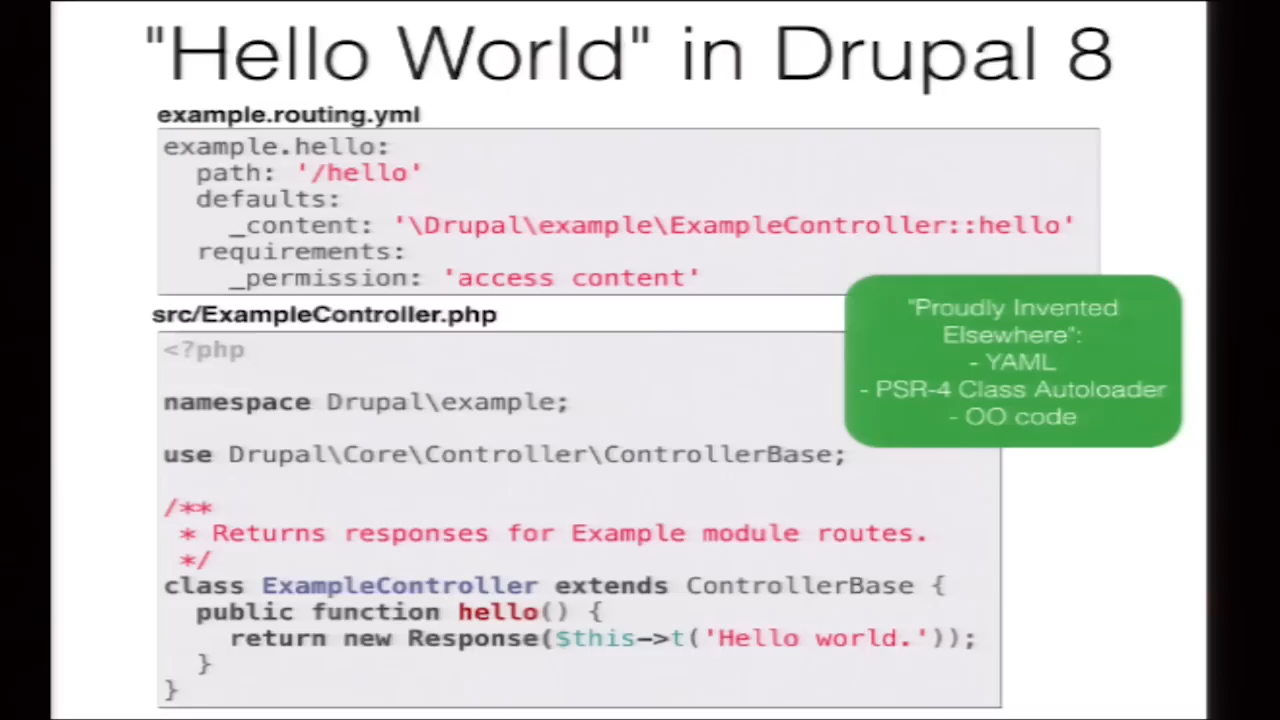 "Hello World" in Drupal 8
example.routing.yml
example.hello:
  path: '/hello'
  defaults:
    _content: '\Drupal\example\ExampleController::hello'
  requirements:
    _permission: 'access content'
src/ExampleController.php
<?php
namespace Drupal\example;
use Drupal\Core\Controller\ControllerBase;
/**
 * Returns responses for Example module routes.
 */
class ExampleController extends ControllerBase {
  public function hello() {
    return new Response($this->t('Hello world.'));
  }
}
"Proudly Invented
Elsewhere":
- YAML
- PSR-4 Class Autoloader
- OO code